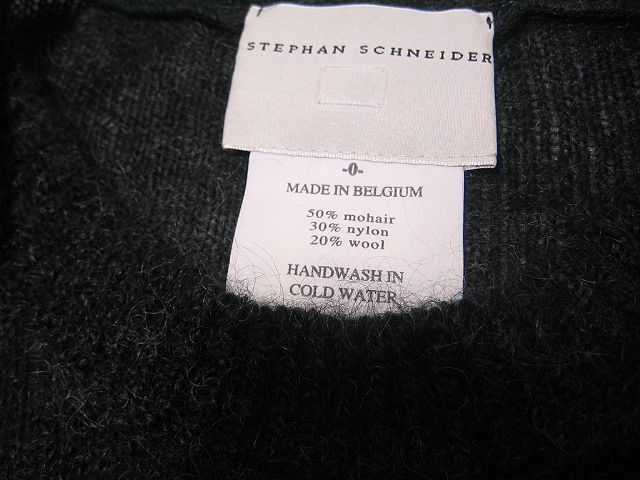 STEPHAN SCHNEIDER
-0-
MADE IN BELGIUM
50% mohair
30% nylon
20% wool
HANDWASH IN
COLD WATER